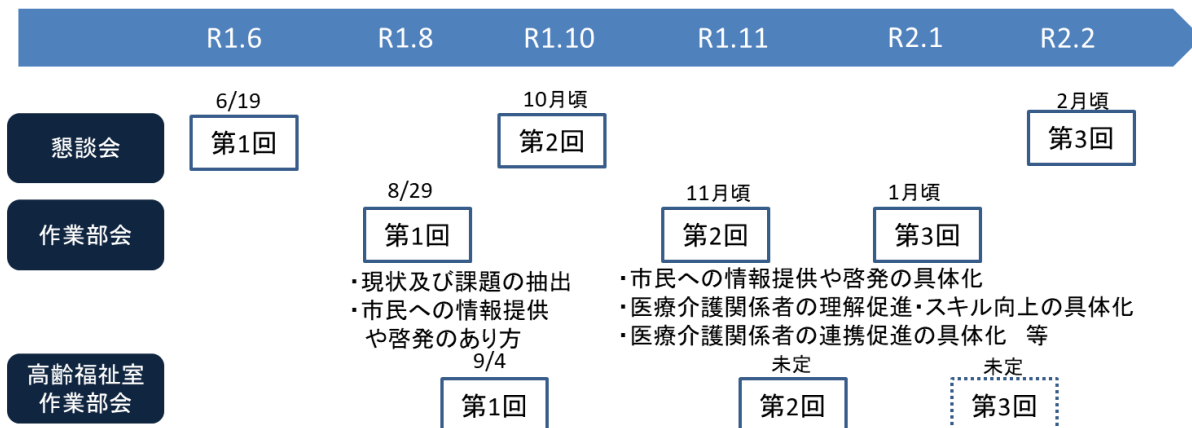 R1.6 R1.8 R1.10 R1.11 R2.1 R2.2
6/19 10月頃 2月頃
懇談会 第1回 第2回 第3回
8/29 11月頃 1月頃
作業部会 第1回 第2回 第3回
・現状及び課題の抽出
・市民への情報提供
や啓発のあり方
・市民への情報提供や啓発の具体化
・医療介護関係者の理解促進・スキル向上の具体化
・医療介護関係者の連携促進の具体化 等
9/4 未定 未定
高齢福祉室
作業部会
第1回 第2回 第3回